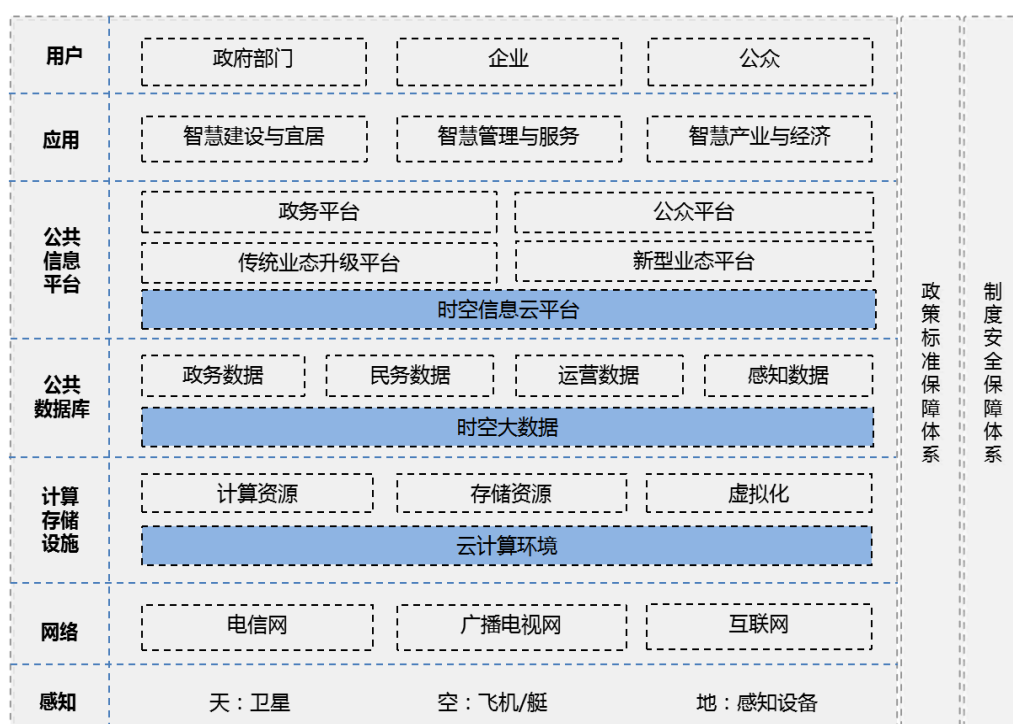 用户
政府部门
企业
公众
应用
智慧建设与宜居
智慧管理与服务
智慧产业与经济
公共
信息
平台
政务平台
公众平台
传统业态升级平台
新型业态平台
时空信息云平台
公共
数据库
政务数据
民务数据
运营数据
感知数据
时空大数据
计算
存储
设施
计算资源
存储资源
虚拟化
云计算环境
网络
电信网
广播电视网
互联网
感知
天：卫星
空：飞机/艇
地：感知设备
政策标准保障体系
制度安全保障体系